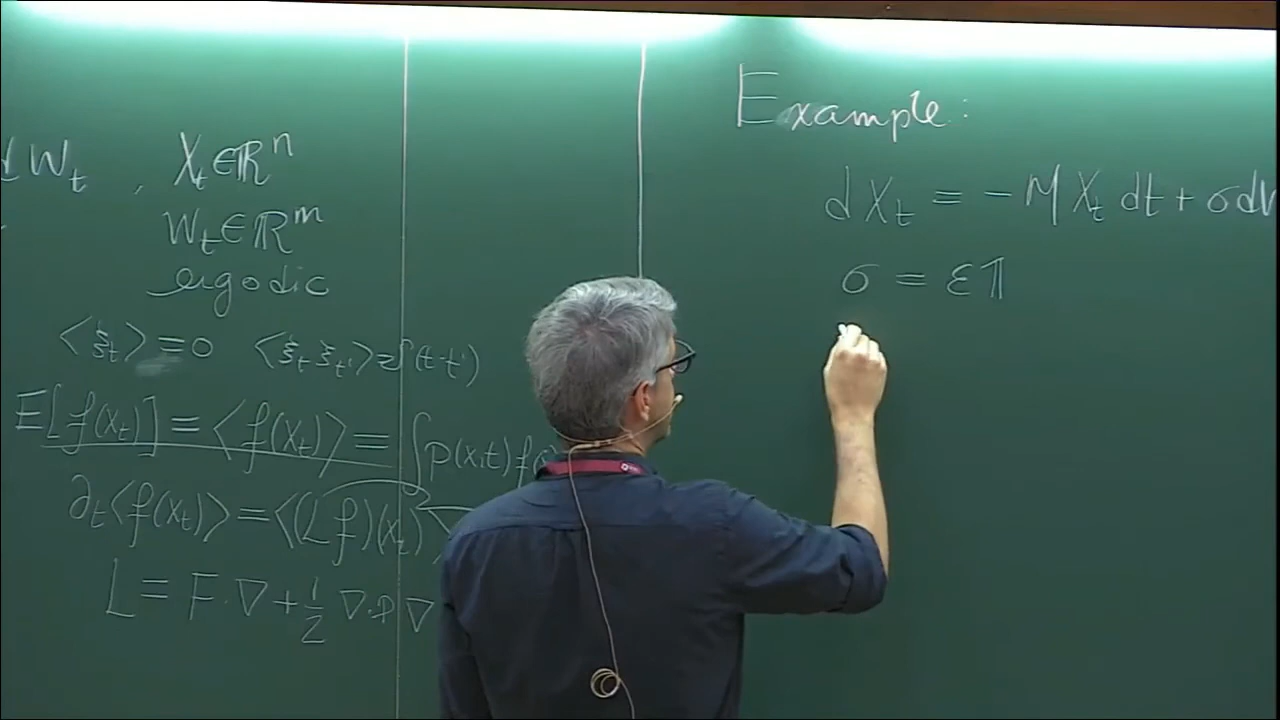 dW_t , X_t ∈ ℝ^n
W_t ∈ ℝ^m
ergodic
⟨ξ_t⟩ = 0 ⟨ξ_t ξ_t'⟩ = δ(t-t')
E[f(X_t)] = ⟨f(X_t)⟩ = ∫ p(x,t) f(
∂_t⟨f(X_t)⟩ = ⟨(Lf)(X_t)
L = F·∇ + 1/2 ∇·D∇
Example:
dX_t = -M X_t dt + σ d
σ = ε𝟙